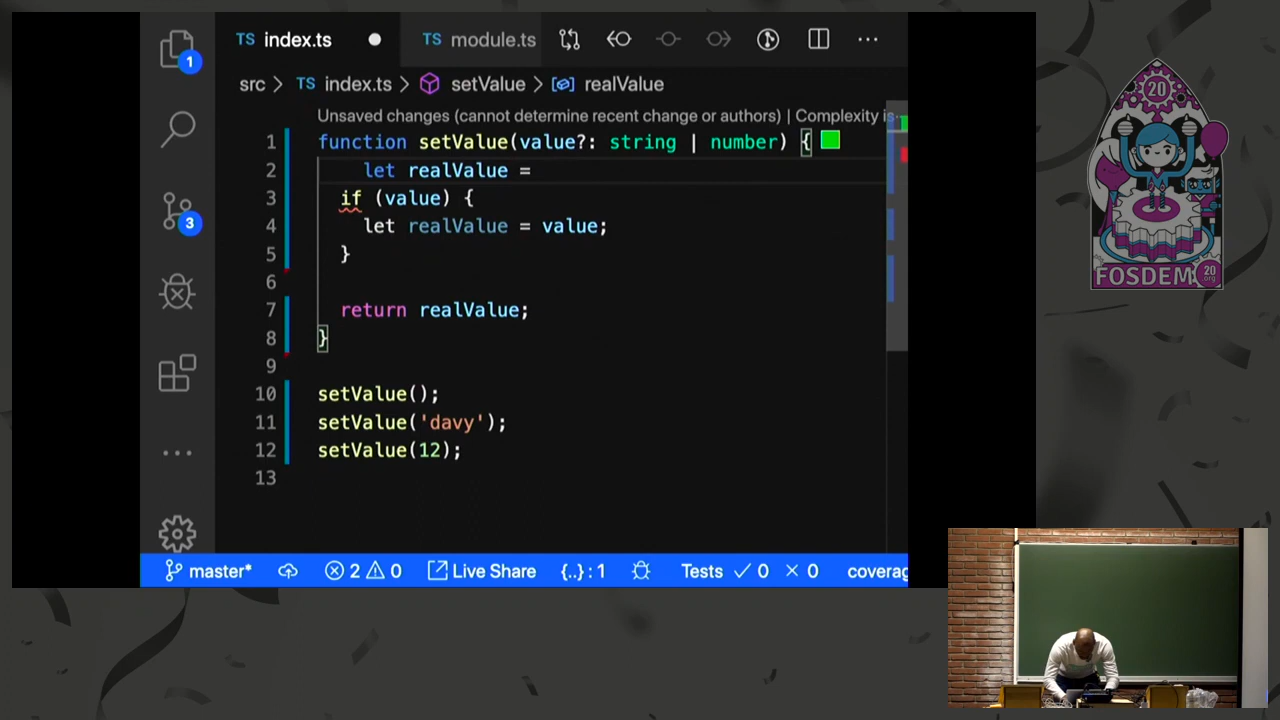 TS index.ts
TS module.ts
src > TS index.ts > setValue > realValue
Unsaved changes (cannot determine recent change or authors) | Complexity is
1 function setValue(value?: string | number) {
2 let realValue =
3 if (value) {
4 let realValue = value;
5 }
6
7 return realValue;
8 }
9
10 setValue();
11 setValue('davy');
12 setValue(12);
13
1
3
master*
2
0
Live Share
{..} : 1
Tests
0
0
coverag
20
FOSDEM
20
org